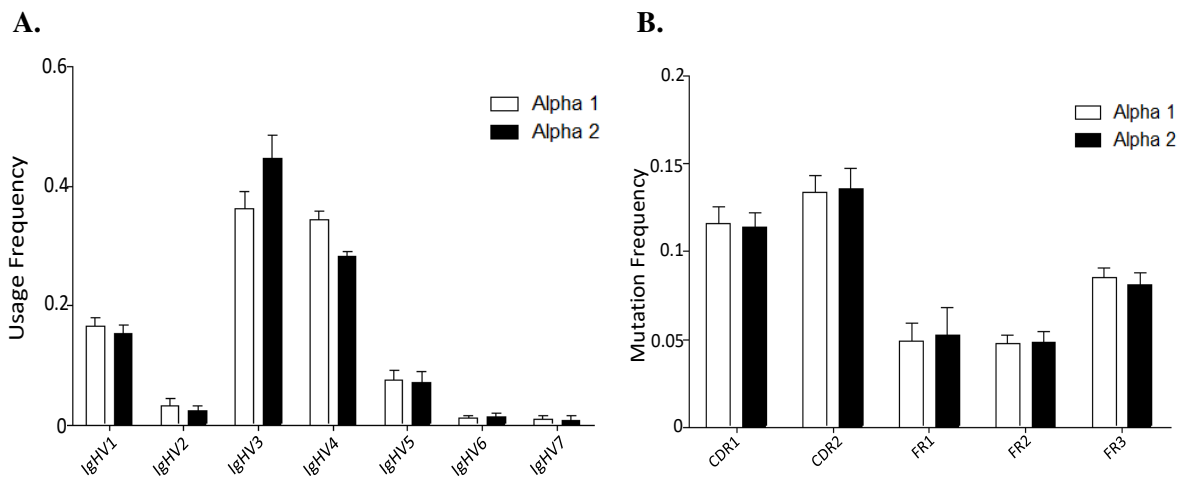 A.
Usage Frequency
0.6
0.4
0.2
0
Alpha 1
Alpha 2
IgHV1
IgHV2
IgHV3
IgHV4
IgHV5
IgHV6
IgHV7
B.
Mutation Frequency
0.2
0.15
0.1
0.05
0
Alpha 1
Alpha 2
CDR1
CDR2
FR1
FR2
FR3